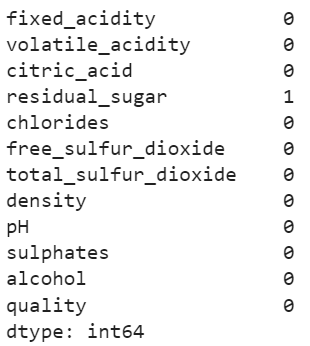 fixed_acidity 0
volatile_acidity 0
citric_acid 0
residual_sugar 1
chlorides 0
free_sulfur_dioxide 0
total_sulfur_dioxide 0
density 0
pH 0
sulphates 0
alcohol 0
quality 0
dtype: int64